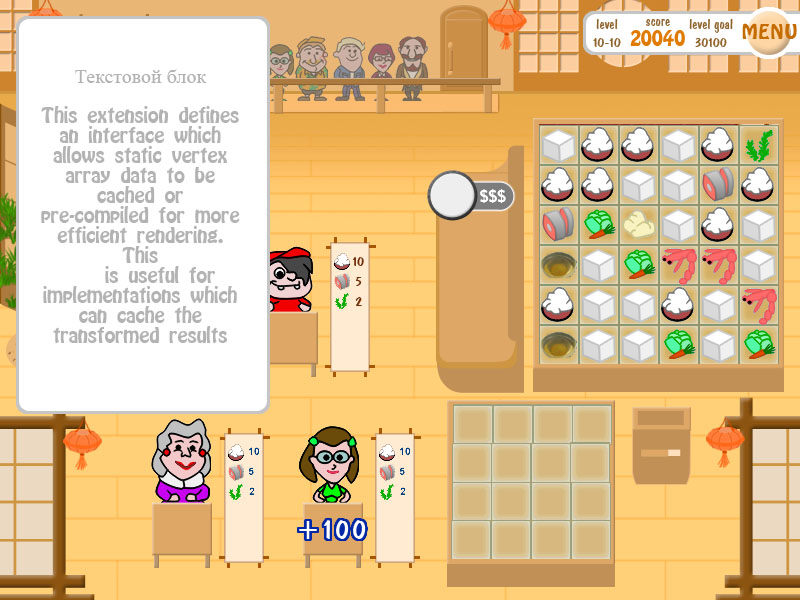 level
score
level goal
MENU
10-10
20040
30100
Текстовой блок
This extension defines
an interface which
allows static vertex
array data to be
cached or
pre-compiled for more
efficient rendering.
This
is useful for
implementations which
can cache the
transformed results
$$$
10
5
2
10
5
2
10
5
2
+100